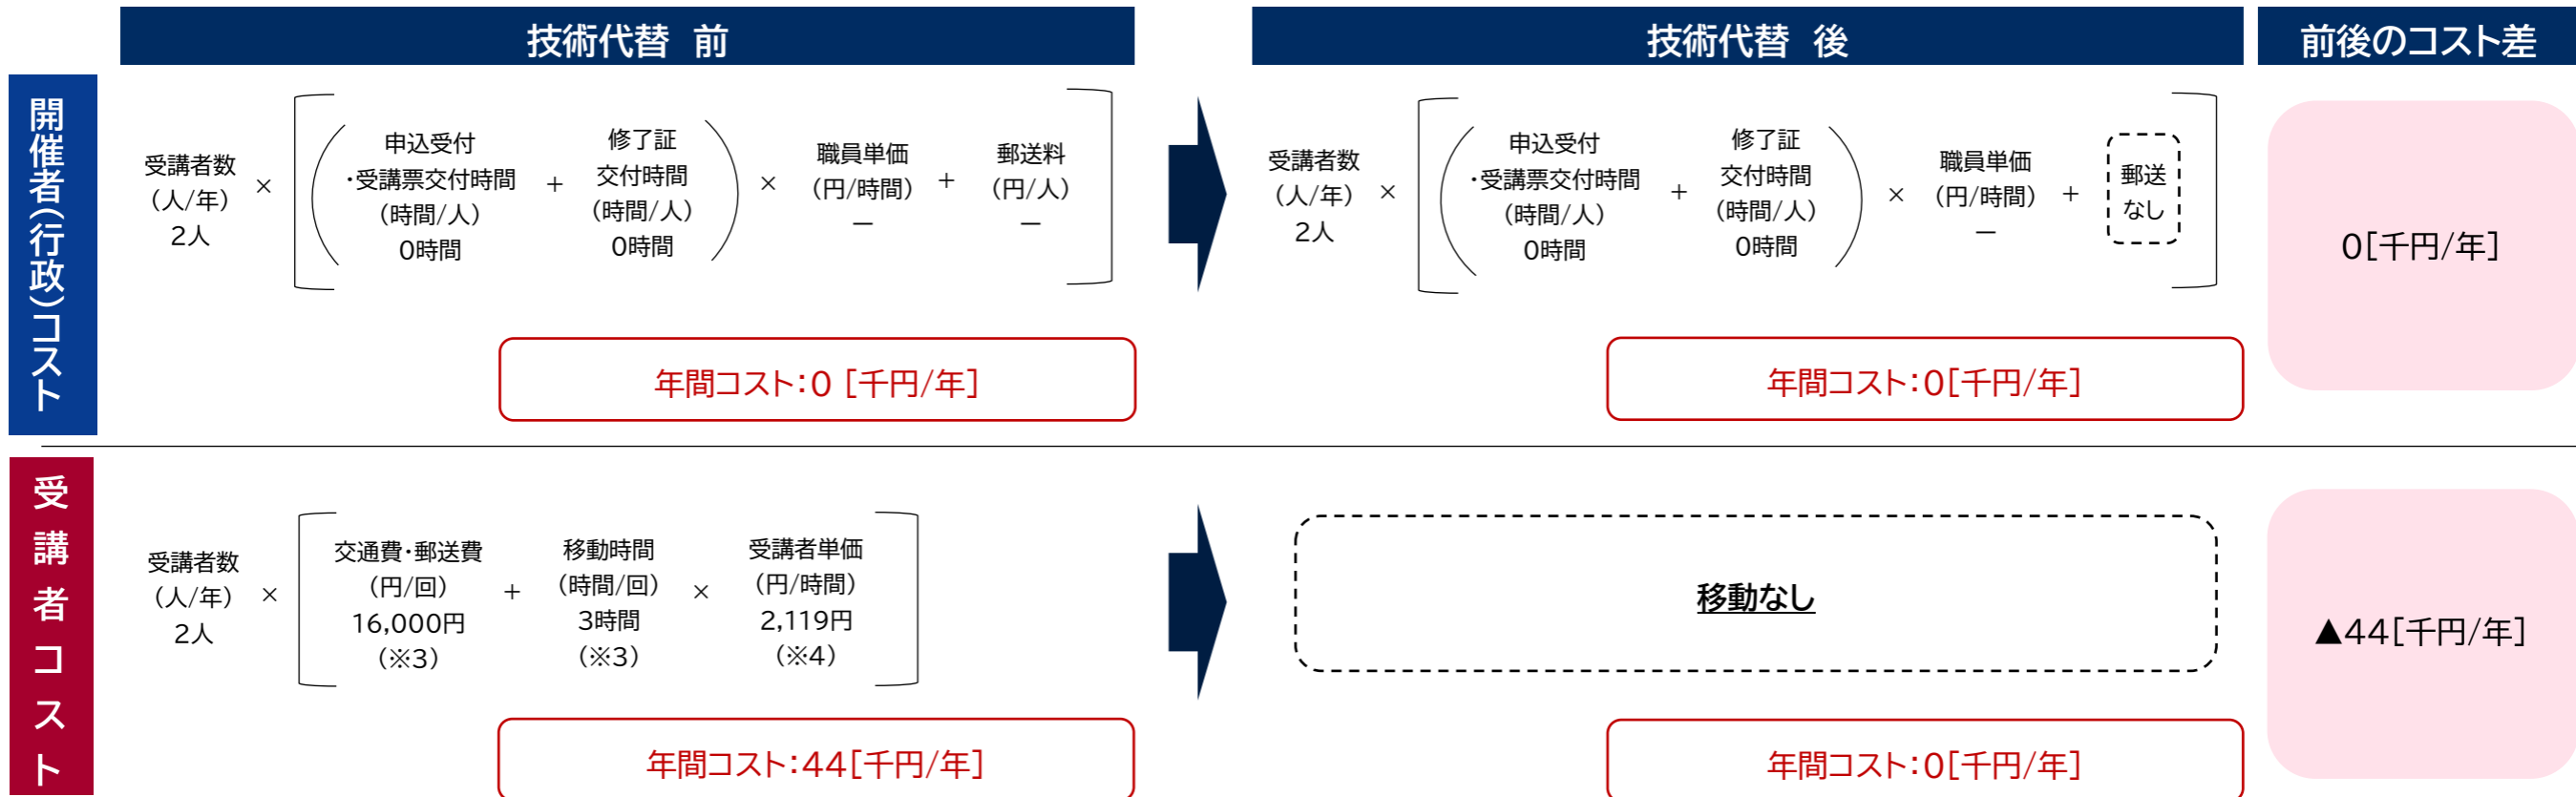 技術代替 前
技術代替 後
前後のコスト差
開催者(行政)コスト
受講者数
(人/年)
2人
×
申込受付
・受講票交付時間
(時間/人)
0時間
+
修了証
交付時間
(時間/人)
0時間
×
職員単価
(円/時間)
－
+
郵送料
(円/人)
－
年間コスト：0 [千円/年]
受講者数
(人/年)
2人
×
申込受付
・受講票交付時間
(時間/人)
0時間
+
修了証
交付時間
(時間/人)
0時間
×
職員単価
(円/時間)
－
+
郵送
なし
年間コスト：0[千円/年]
0[千円/年]
受講者コスト
受講者数
(人/年)
2人
×
交通費・郵送費
(円/回)
16,000円
(※3)
+
移動時間
(時間/回)
3時間
(※3)
×
受講者単価
(円/時間)
2,119円
(※4)
年間コスト：44[千円/年]
移動なし
年間コスト：0[千円/年]
▲44[千円/年]